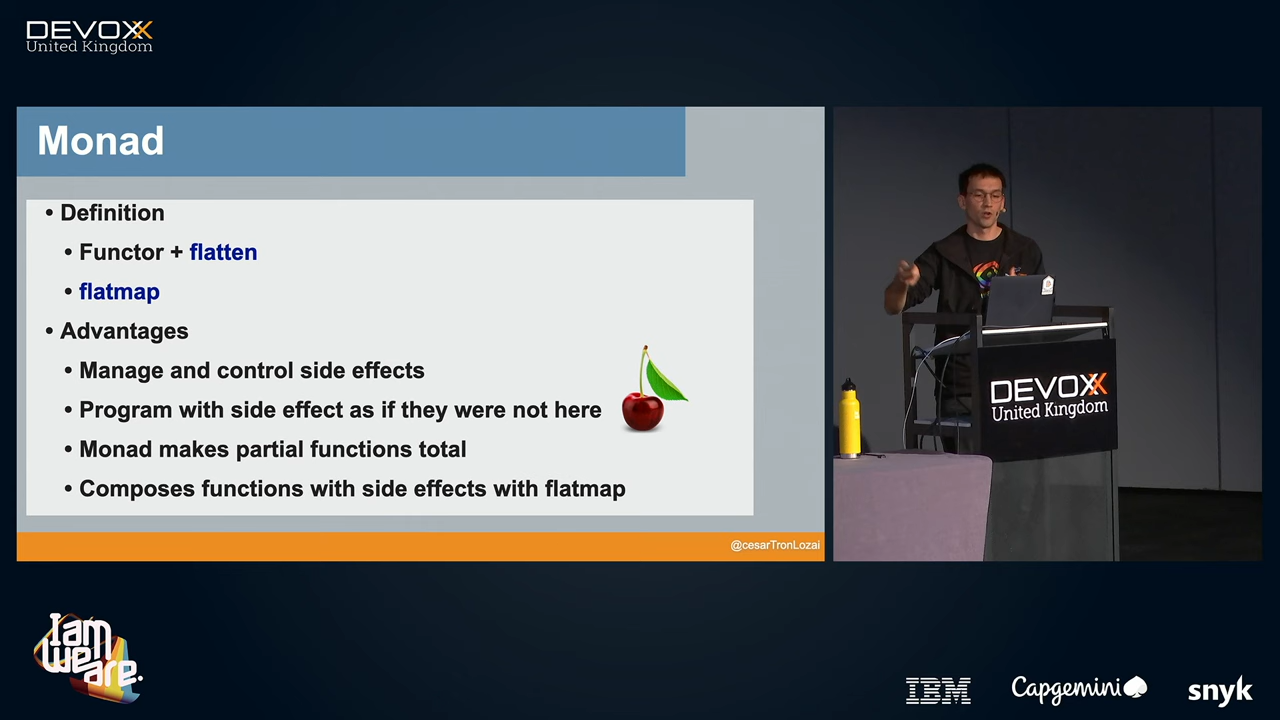 DEVOXX
United Kingdom
Monad
• Definition
• Functor + flatten
• flatmap
• Advantages
• Manage and control side effects
• Program with side effect as if they were not here
• Monad makes partial functions total
• Composes functions with side effects with flatmap
@cesarTronLozai
DEVOXX
United Kingdom
I am
we
are.
IBM
Capgemini
snyk